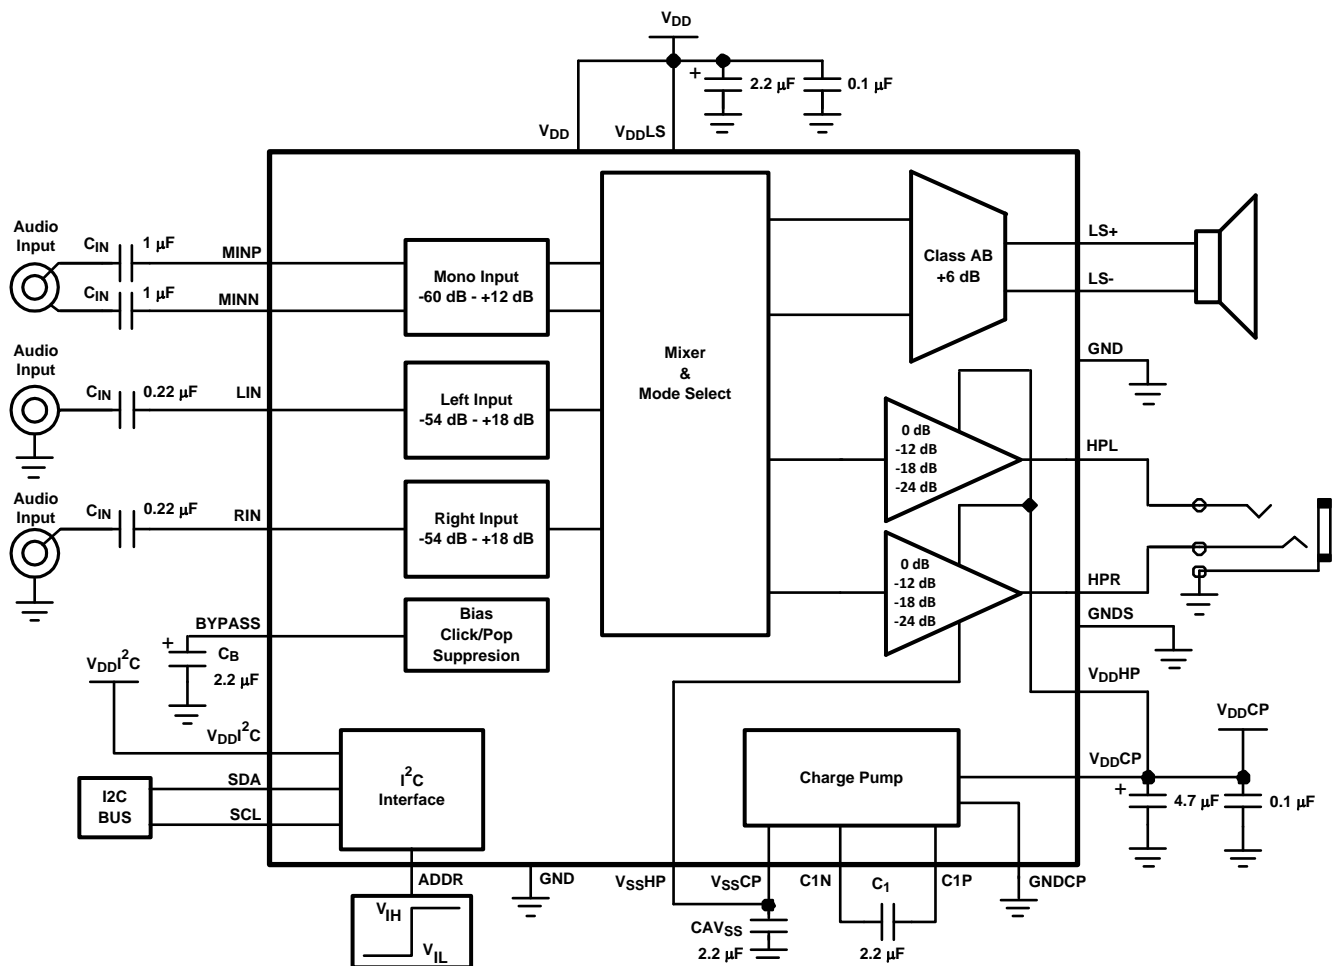 VDD
+
2.2 µF
0.1 µF
VDD
VDDLS
Audio
Input
CIN
1 µF
MINP
CIN
1 µF
MINN
Mono Input
-60 dB - +12 dB
Audio
Input
CIN
0.22 µF
LIN
Left Input
-54 dB - +18 dB
Audio
Input
CIN
0.22 µF
RIN
Right Input
-54 dB - +18 dB
BYPASS
+
CB
2.2 µF
Bias
Click/Pop
Suppresion
Mixer
&
Mode Select
Class AB
+6 dB
LS+
LS-
GND
0 dB
-12 dB
-18 dB
-24 dB
HPL
0 dB
-12 dB
-18 dB
-24 dB
HPR
GNDS
VDDHP
VDDCP
VDDCP
+
4.7 µF
0.1 µF
VDDI²C
VDDI²C
I2C
BUS
SDA
SCL
I²C
Interface
Charge Pump
ADDR
VIH
VIL
GND
VSSHP
VSSCP
C1N
C1
C1P
GNDCP
CAVSS
2.2 µF
2.2 µF